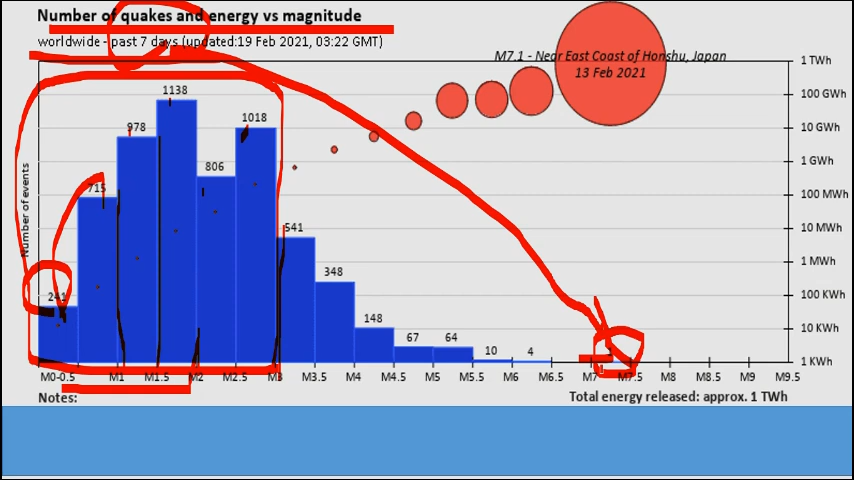 Number of quakes and energy vs magnitude
worldwide - past 7 days (updated:19 Feb 2021, 03:22 GMT)
M7.1 - Near East Coast of Honshu, Japan
13 Feb 2021
1 TWh
100 GWh
10 GWh
1 GWh
100 MWh
10 MWh
1 MWh
100 KWh
10 KWh
1 KWh
Number of events
241
715
978
1138
806
1018
541
348
148
67
64
10
4
M0-0.5
M1
M1.5
M2
M2.5
M3
M3.5
M4
M4.5
M5
M5.5
M6
M6.5
M7
M7.5
M8
M8.5
M9
M9.5
Notes:
Total energy released: approx. 1 TWh